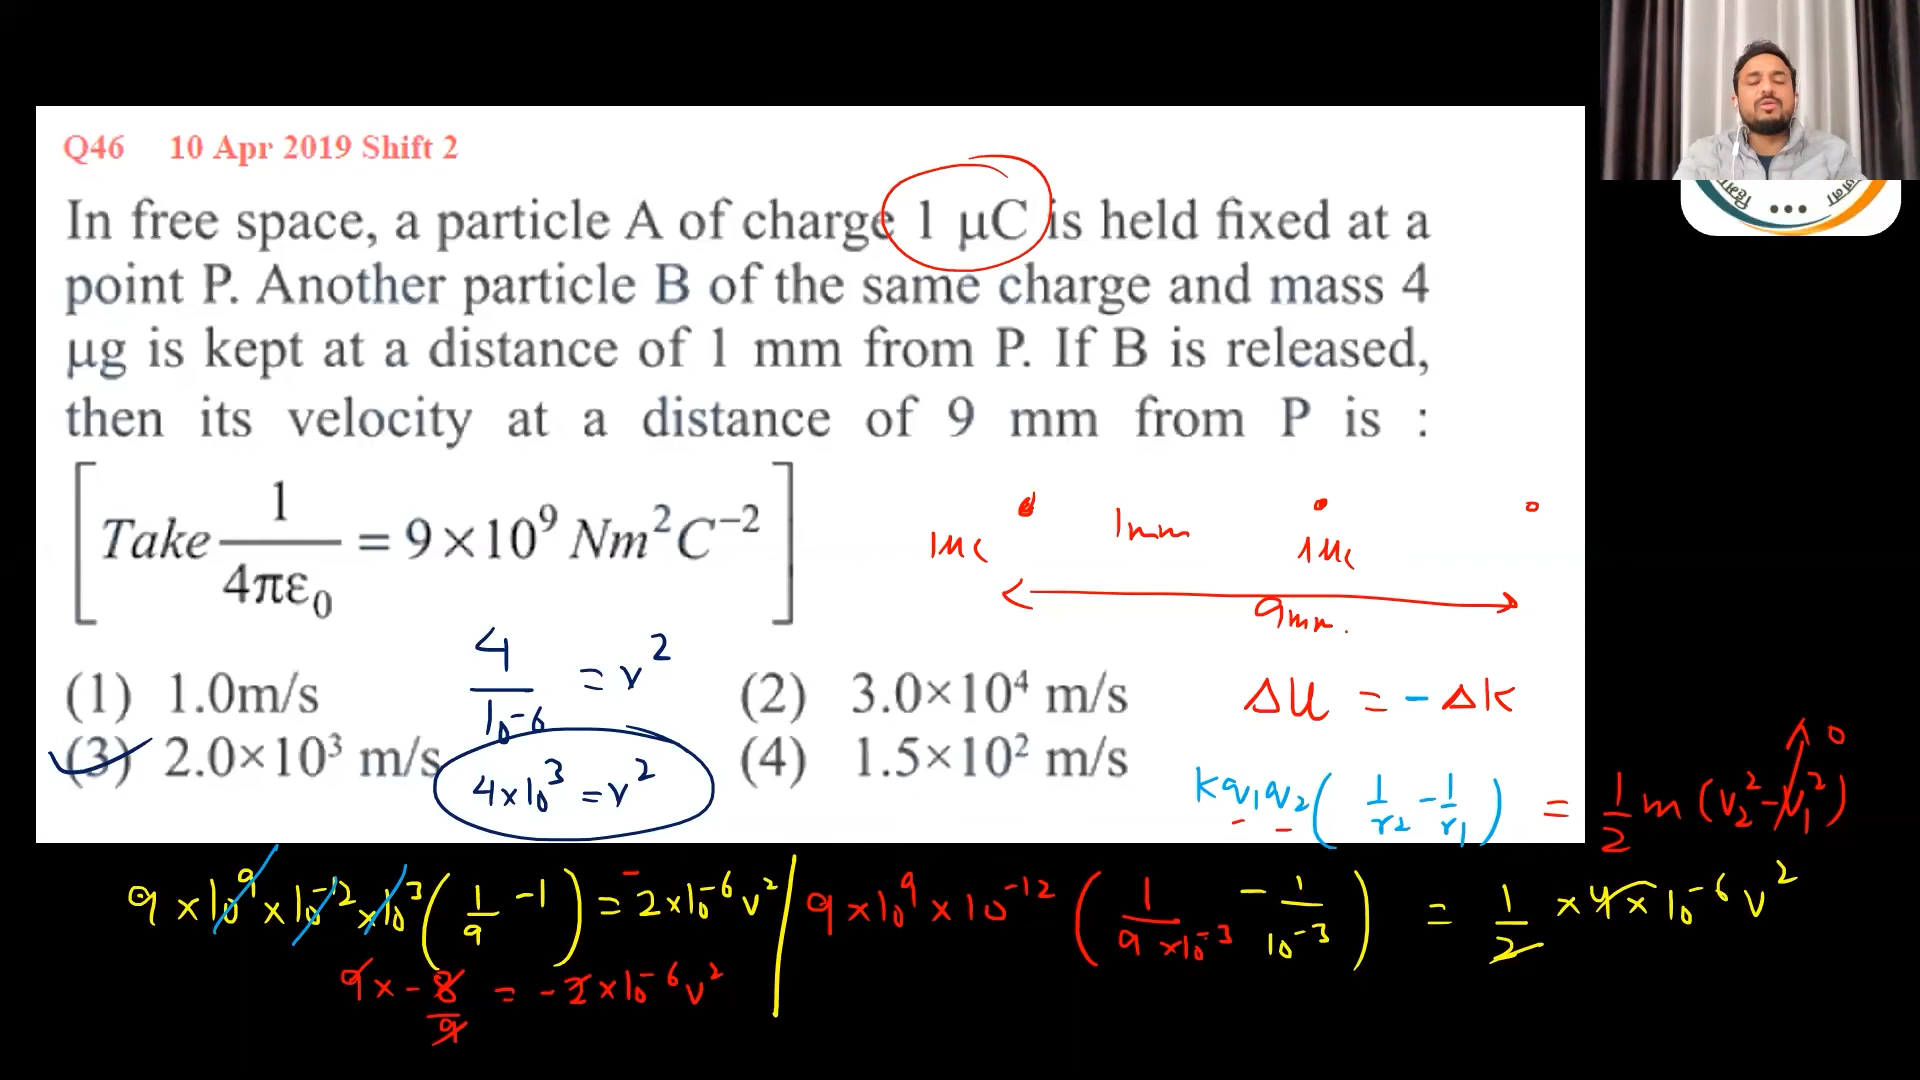 Q46 10 Apr 2019 Shift 2
In free space, a particle A of charge 1 μC is held fixed at a
point P. Another particle B of the same charge and mass 4
μg is kept at a distance of 1 mm from P. If B is released,
then its velocity at a distance of 9 mm from P is :
[Take 1/4πε₀ = 9×10⁹ Nm²C⁻²]
1μC 1mm 1μC
9mm.
(1) 1.0m/s
(2) 3.0×10⁴ m/s
(3) 2.0×10³ m/s
(4) 1.5×10² m/s
4/10⁻⁶ = v²
4×10³ = v²
ΔU = -ΔK
Kq₁q₂(1/r₂ - 1/r₁) = 1/2 m (v₂² - v₁²) 0
9×10⁹×10⁻¹²×10³(1/9 - 1) = -2×10⁻⁶v²
9× -8/9 = -2×10⁻⁶v²
9×10⁹×10⁻¹²(1/9×10⁻³ - 1/10⁻³) = 1/2 ×4×10⁻⁶v²